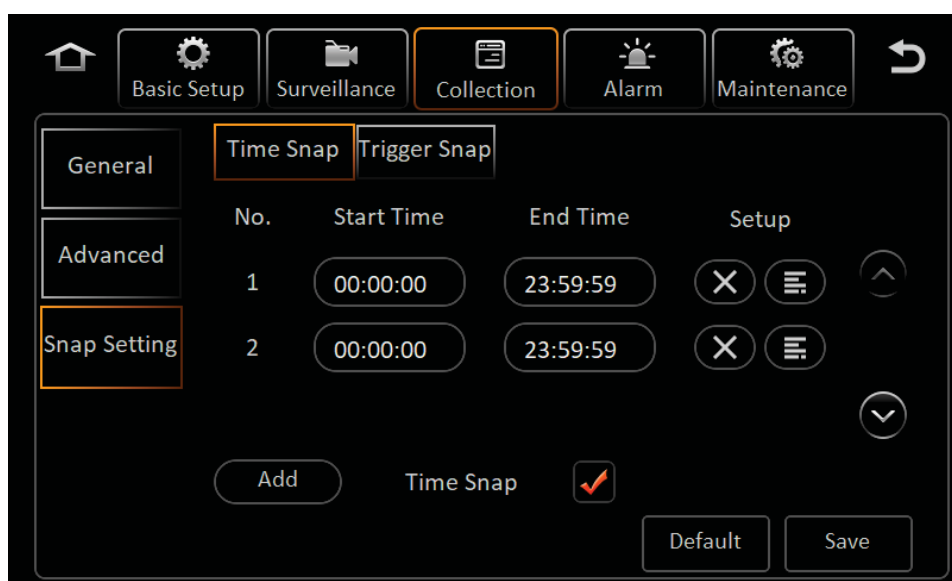 Basic Setup Surveillance Collection Alarm Maintenance
General
Advanced
Snap Setting
Time Snap Trigger Snap
No. Start Time End Time Setup
1 00:00:00 23:59:59
2 00:00:00 23:59:59
Add Time Snap
Default Save